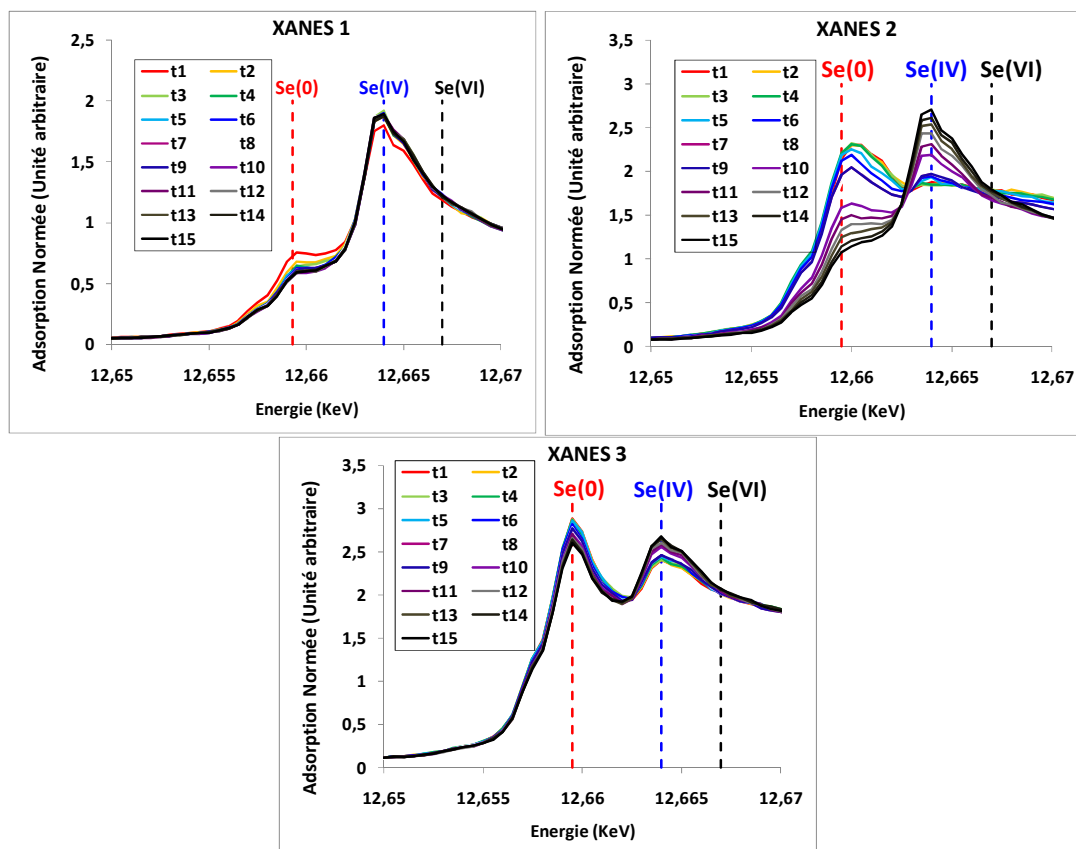 XANES 1
Adsorption Normée (Unité arbitraire)
2,5
2
1,5
1
0,5
0
t1 t2
t3 t4
t5 t6
t7 t8
t9 t10
t11 t12
t13 t14
t15
Se(0) Se(IV) Se(VI)
12,65 12,655 12,66 12,665 12,67
Energie (KeV)
XANES 2
Adsorption Normée (Unité arbitraire)
3,5
3
2,5
2
1,5
1
0,5
0
t1 t2
t3 t4
t5 t6
t7 t8
t9 t10
t11 t12
t13 t14
t15
Se(0) Se(IV) Se(VI)
12,65 12,655 12,66 12,665 12,67
Energie (KeV)
XANES 3
Adsorption Normée (Unité arbitraire)
3,5
3
2,5
2
1,5
1
0,5
0
t1 t2
t3 t4
t5 t6
t7 t8
t9 t10
t11 t12
t13 t14
t15
Se(0) Se(IV) Se(VI)
12,65 12,655 12,66 12,665 12,67
Energie (KeV)